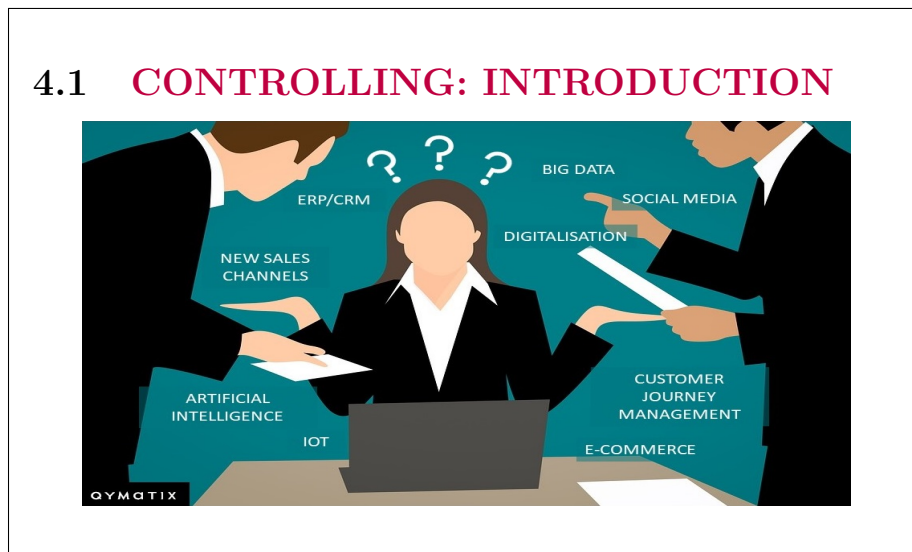 4.1 CONTROLLING: INTRODUCTION
? ? ?
BIG DATA
ERP/CRM
SOCIAL MEDIA
DIGITALISATION
NEW SALES
CHANNELS
CUSTOMER
JOURNEY
MANAGEMENT
ARTIFICIAL
INTELLIGENCE
IOT
E-COMMERCE
QYMATIX